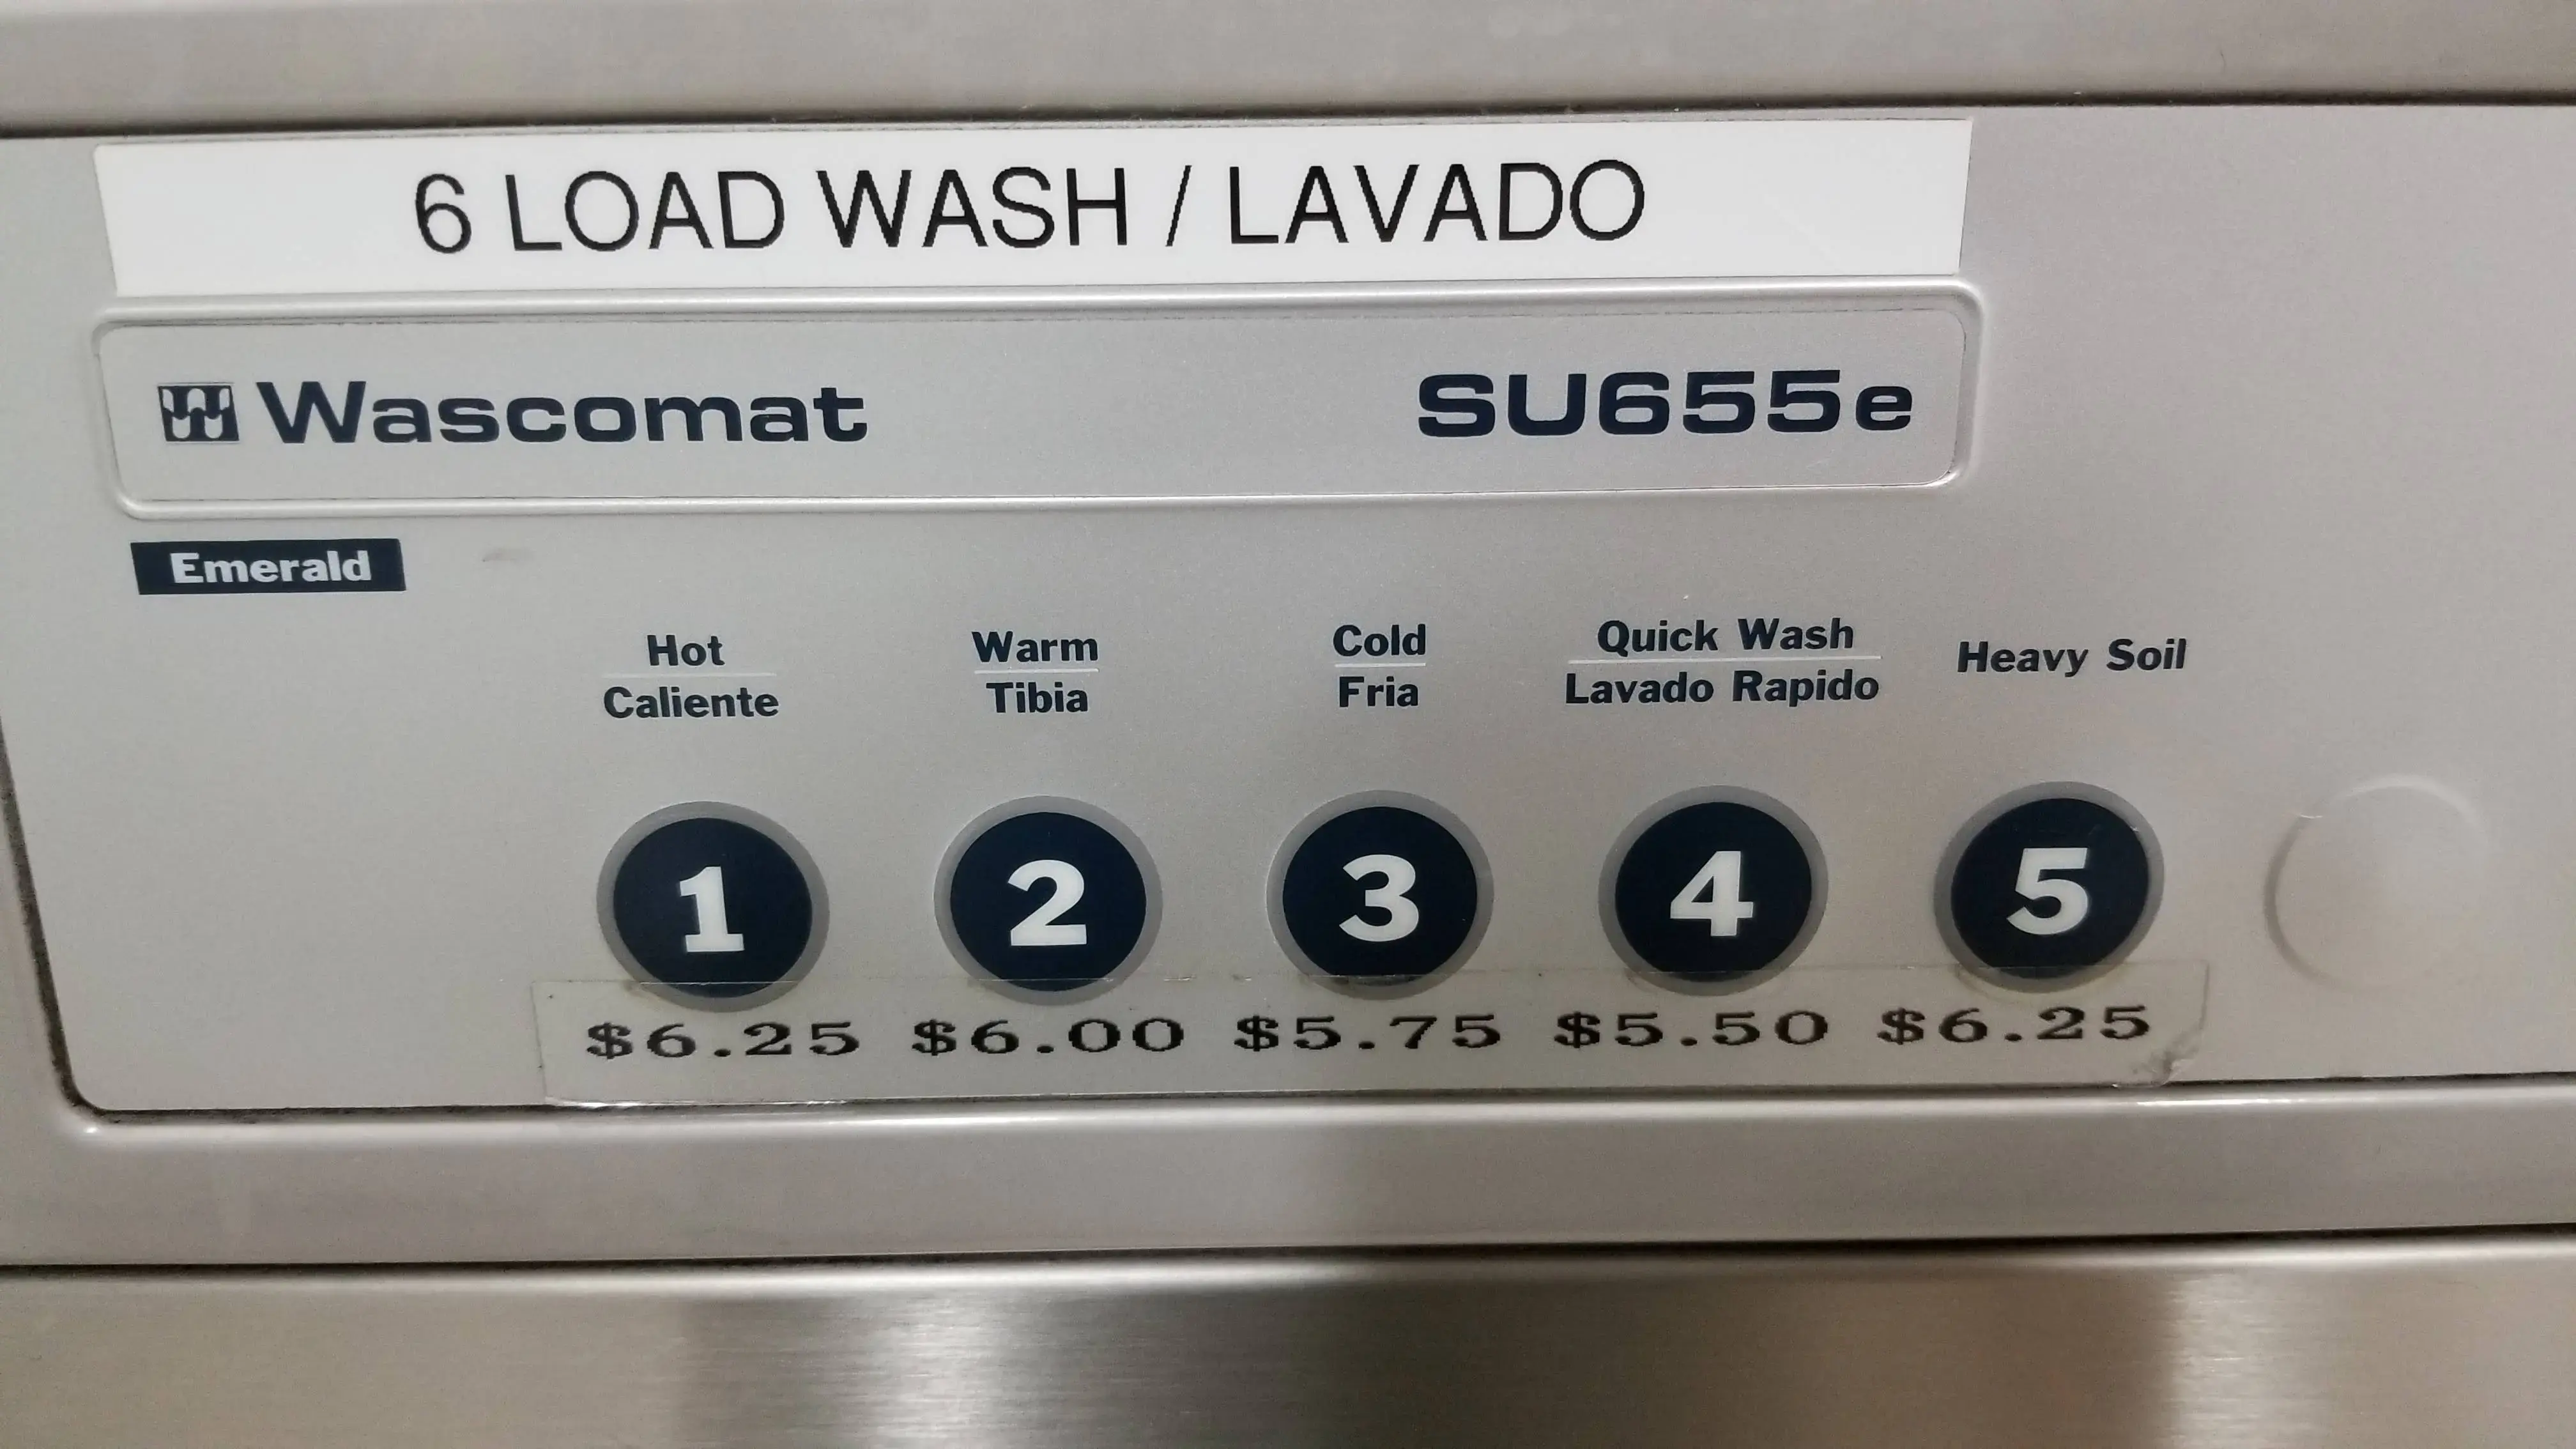 6 LOAD WASH / LAVADO
Wascomat SU655e
Emerald
Hot Warm Cold Quick Wash Heavy Soil
Caliente Tibia Fria Lavado Rapido
1 2 3 4 5
$6.25 $6.00 $5.75 $5.50 $6.25